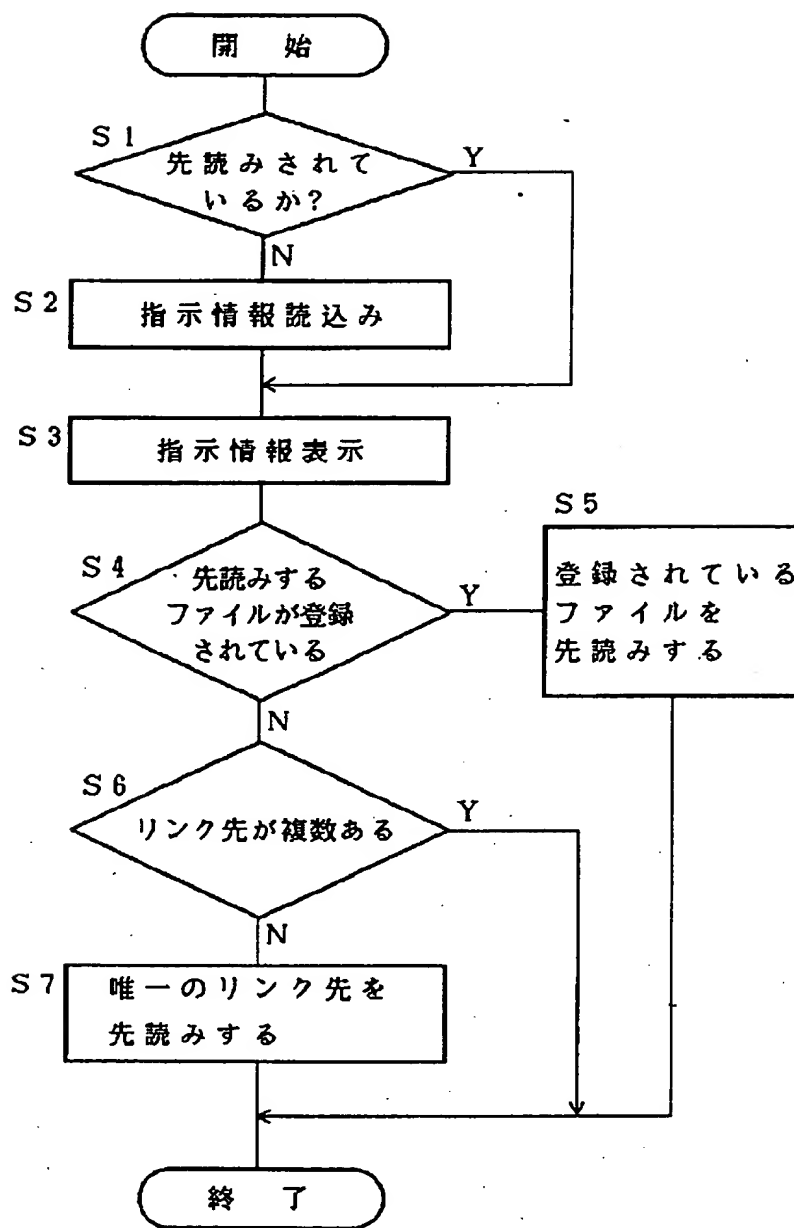 開 始
S1
先読みされて
いるか?
Y
N
S2
指示情報読込み
S3
指示情報表示
S4
先読みする
ファイルが登録
されている
Y
S5
登録されている
ファイルを
先読みする
N
S6
リンク先が複数ある
Y
N
S7
唯一のリンク先を
先読みする
終 了